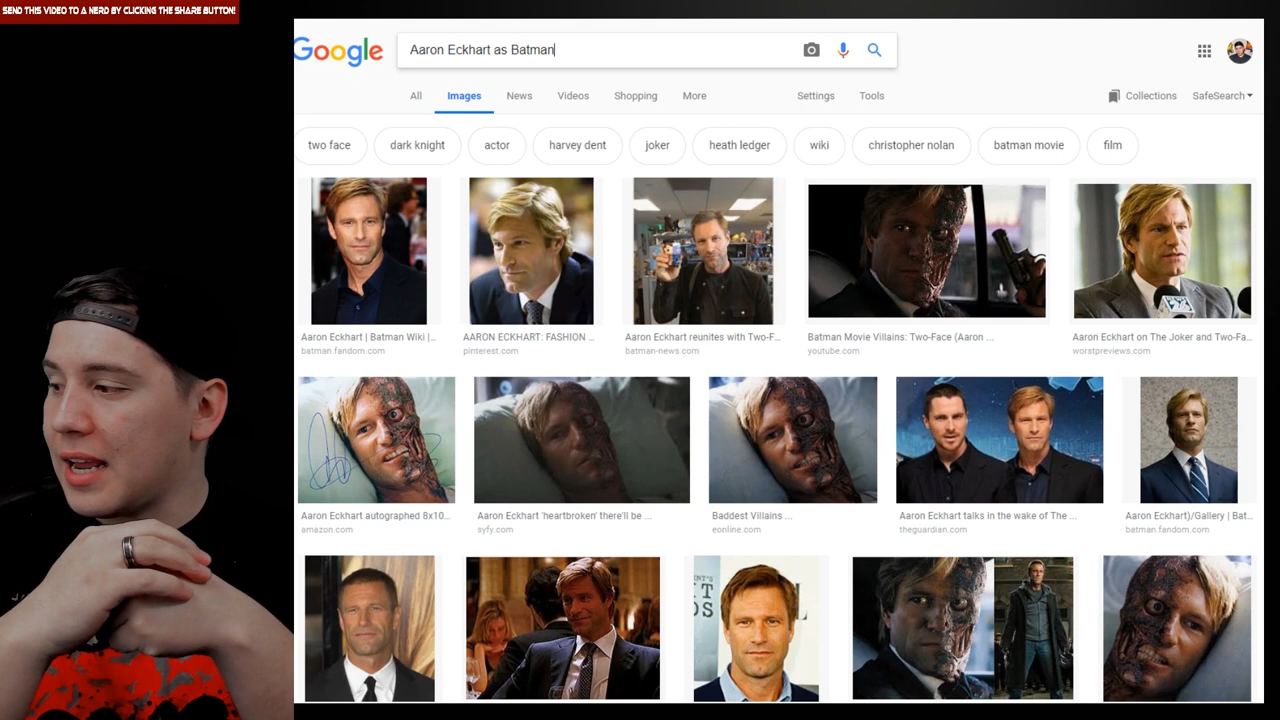 SEND THIS VIDEO TO A NERD BY CLICKING THE SHARE BUTTON!
Google
Aaron Eckhart as Batman
All Images News Videos Shopping More Settings Tools Collections SafeSearch
two face dark knight actor harvey dent joker heath ledger wiki christopher nolan batman movie film
Aaron Eckhart | Batman Wiki |... AARON ECKHART: FASHION ... Aaron Eckhart reunites with Two-F... Batman Movie Villains: Two-Face (Aaron ... Aaron Eckhart on The Joker and Two-Fa...
batman.fandom.com pinterest.com batman-news.com youtube.com worstpreviews.com
Aaron Eckhart autographed 8x10... Aaron Eckhart 'heartbroken' there'll be ... Baddest Villains ... Aaron Eckhart talks in the wake of The ... Aaron Eckhart)/Gallery | Bat...
amazon.com syfy.com eonline.com theguardian.com batman.fandom.com